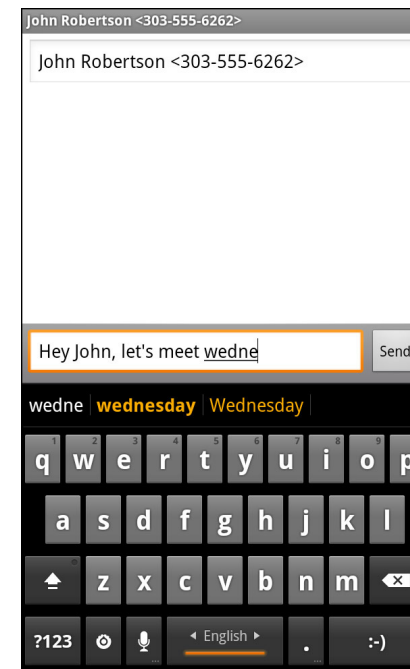 John Robertson <303-555-6262>
John Robertson <303-555-6262>
Hey John, let's meet wedne
Send
wedne wednesday Wednesday
1 2 3 4 5 6 7 8 9
q w e r t y u i o p
a s d f g h j k l
z x c v b n m
?123 English . :-)